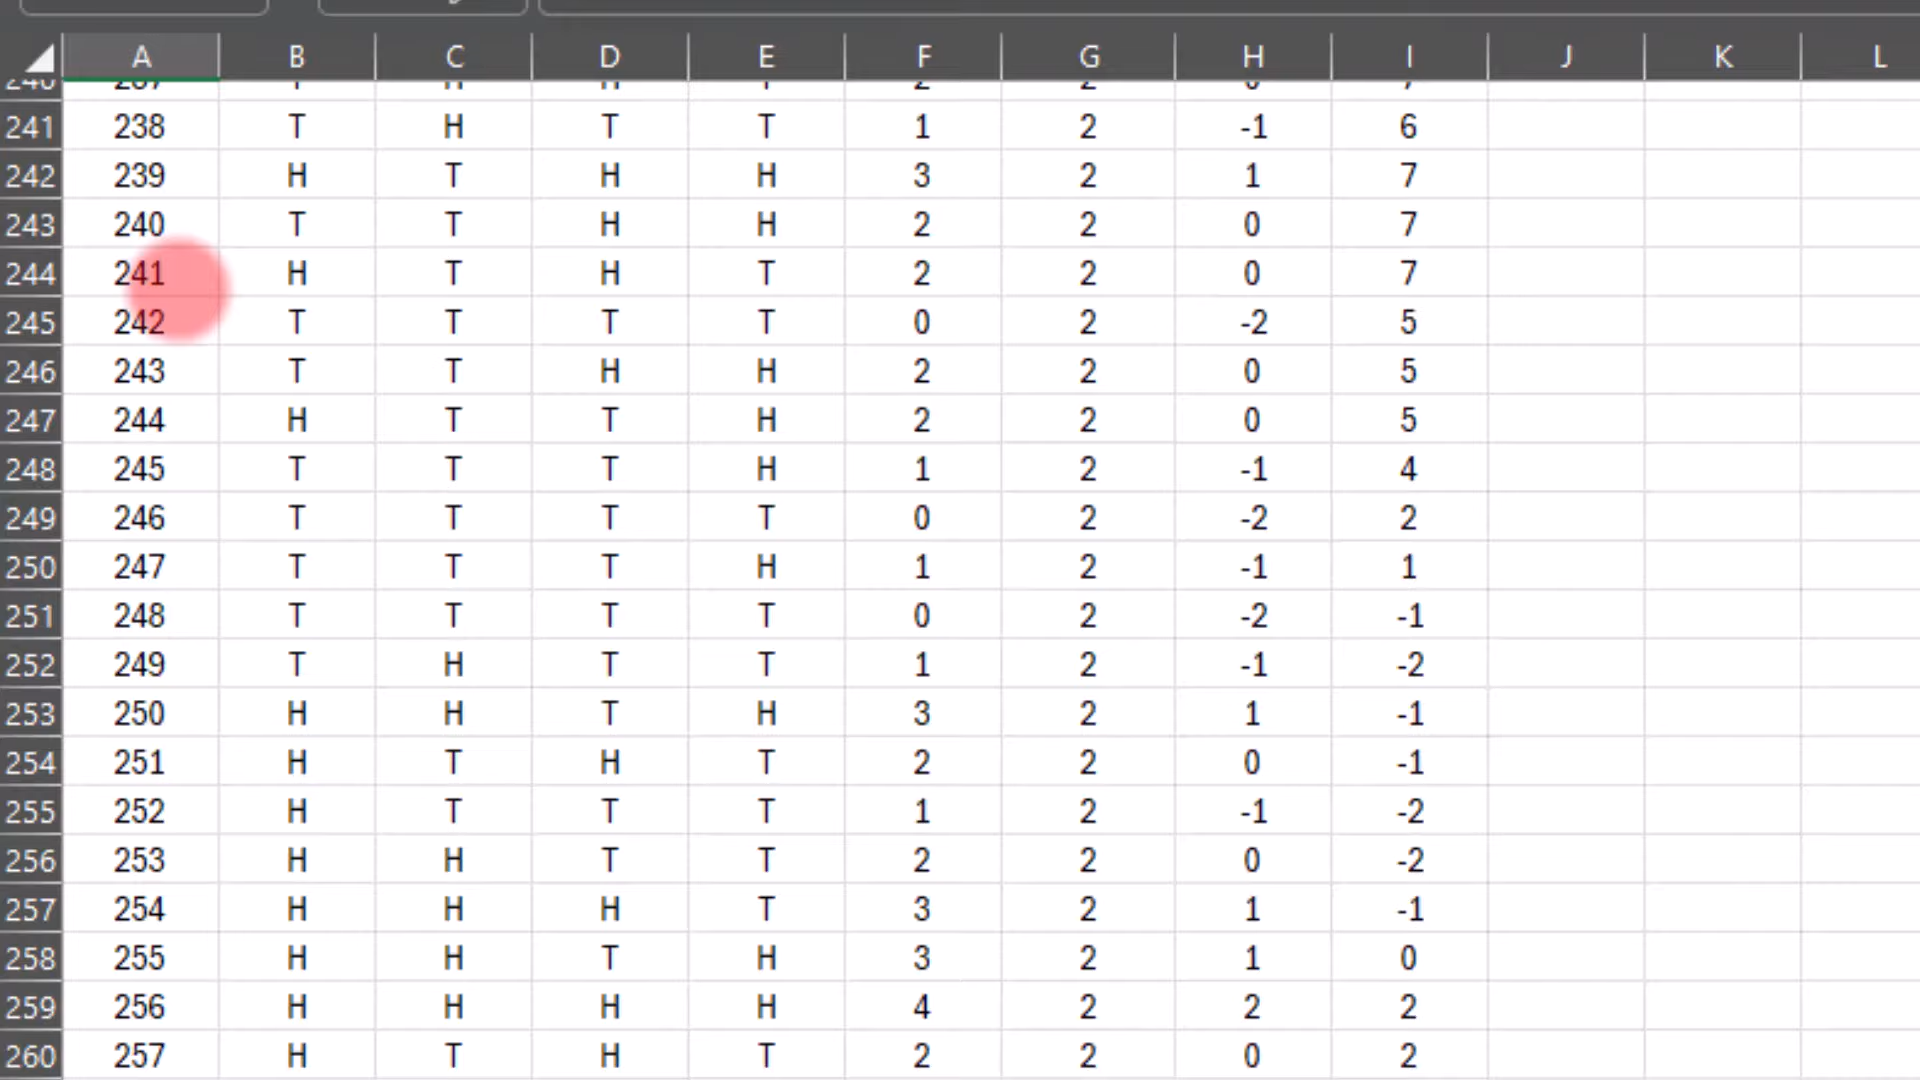 A B C D E F G H I J K L
241 238 T H T T 1 2 -1 6
242 239 H T H H 3 2 1 7
243 240 T T H H 2 2 0 7
244 241 H T H T 2 2 0 7
245 242 T T T T 0 2 -2 5
246 243 T T H H 2 2 0 5
247 244 H T T H 2 2 0 5
248 245 T T T H 1 2 -1 4
249 246 T T T T 0 2 -2 2
250 247 T T T H 1 2 -1 1
251 248 T T T T 0 2 -2 -1
252 249 T H T T 1 2 -1 -2
253 250 H H T H 3 2 1 -1
254 251 H T H T 2 2 0 -1
255 252 H T T T 1 2 -1 -2
256 253 H H T T 2 2 0 -2
257 254 H H H T 3 2 1 -1
258 255 H H T H 3 2 1 0
259 256 H H H H 4 2 2 2
260 257 H T H T 2 2 0 2